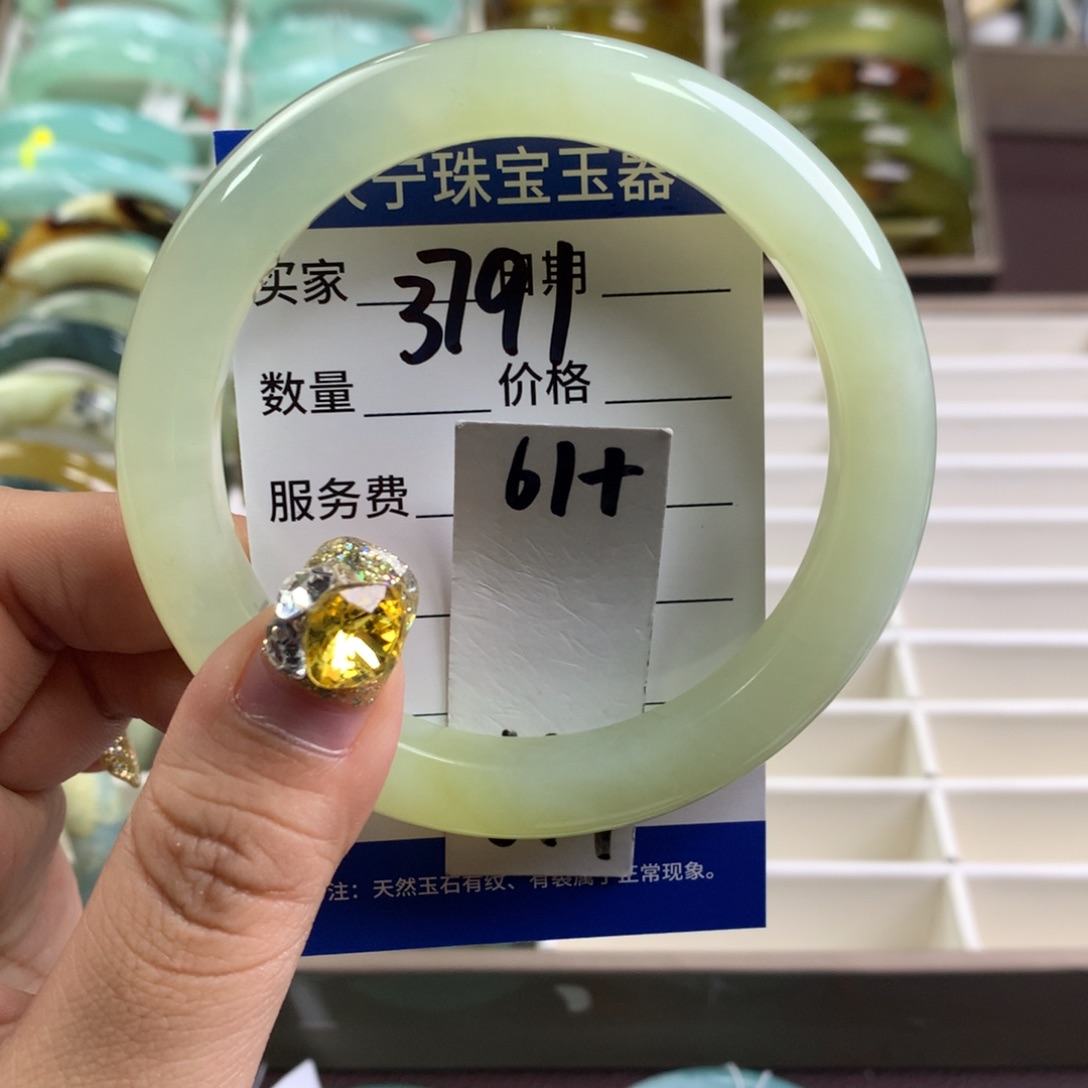 宁珠宝玉器
买家 日期
3791
数量 价格
61+
服务费
注：天然玉石有纹、有裂属于正常现象。